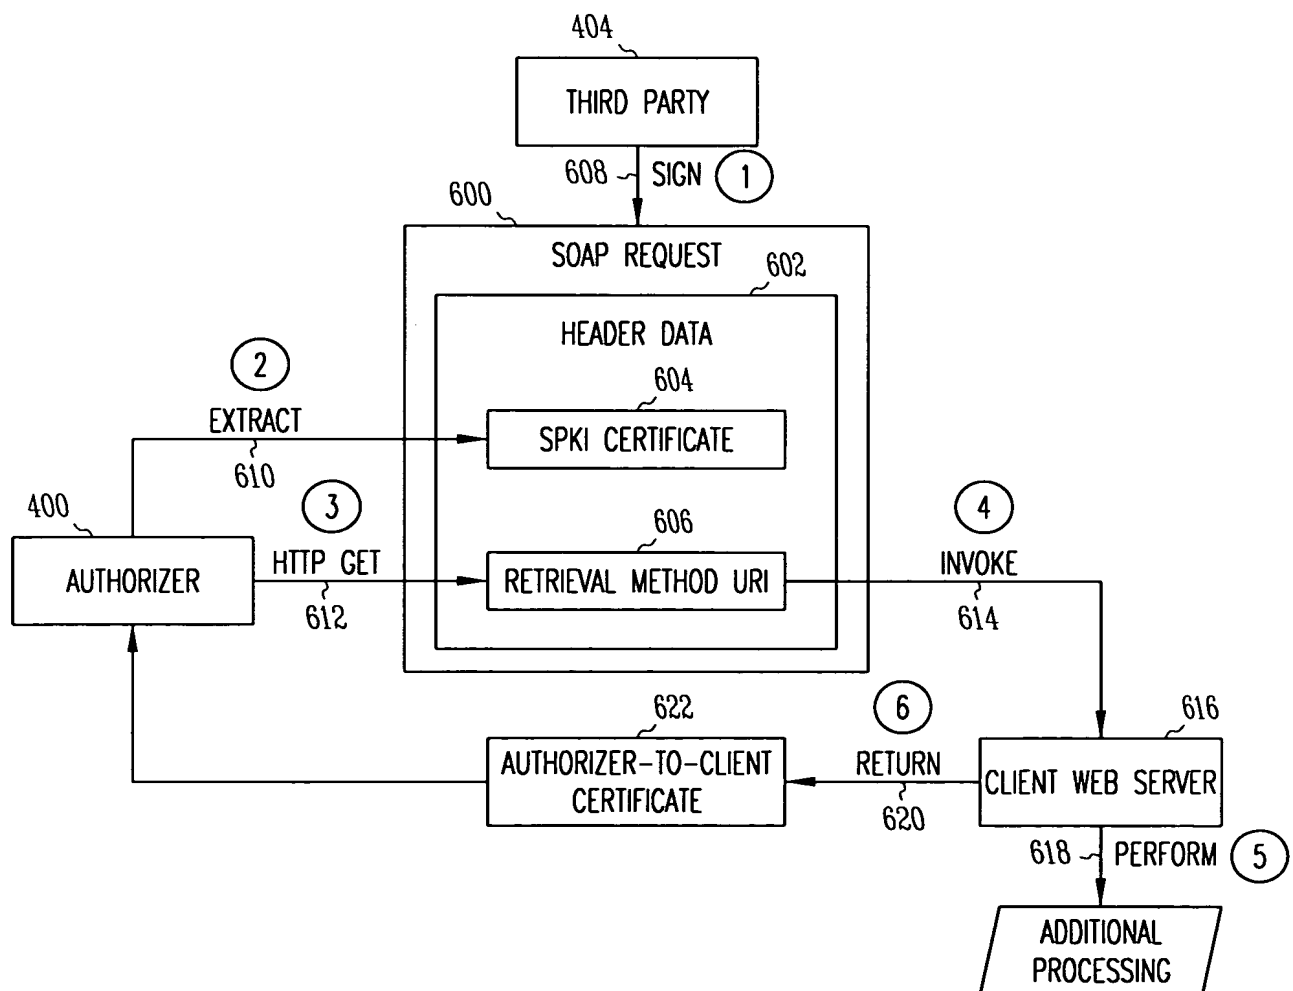 404
THIRD PARTY
608 SIGN 1
600
SOAP REQUEST
602
HEADER DATA
2
604
EXTRACT
SPKI CERTIFICATE
610
3
4
400
606
HTTP GET
INVOKE
AUTHORIZER
RETRIEVAL METHOD URI
612
614
6
622
616
AUTHORIZER-TO-CLIENT
CERTIFICATE
RETURN
CLIENT WEB SERVER
620
618 PERFORM 5
ADDITIONAL
PROCESSING